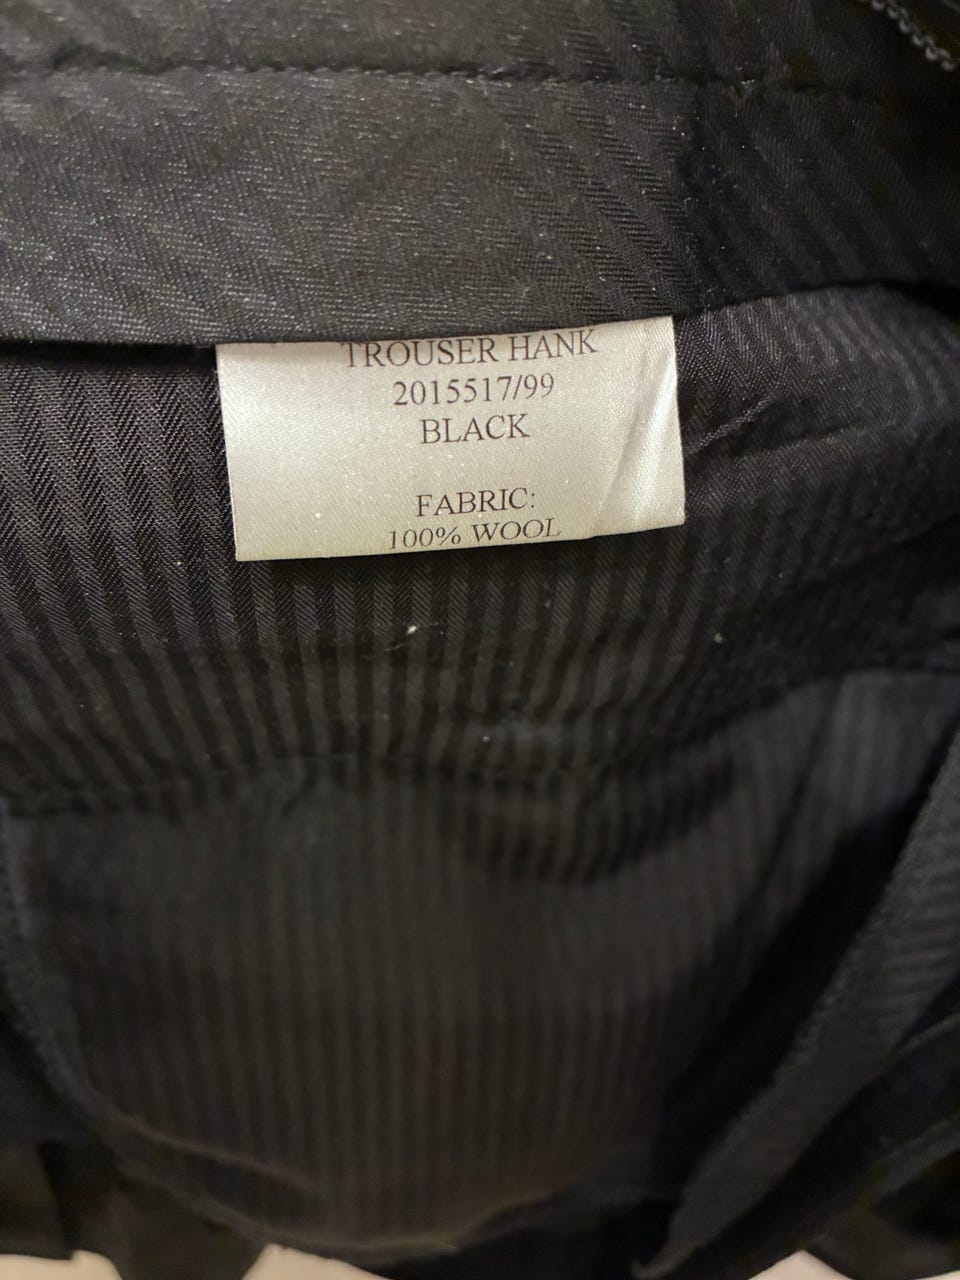 TROUSER HANK
2015517/99
BLACK
FABRIC:
100% WOOL